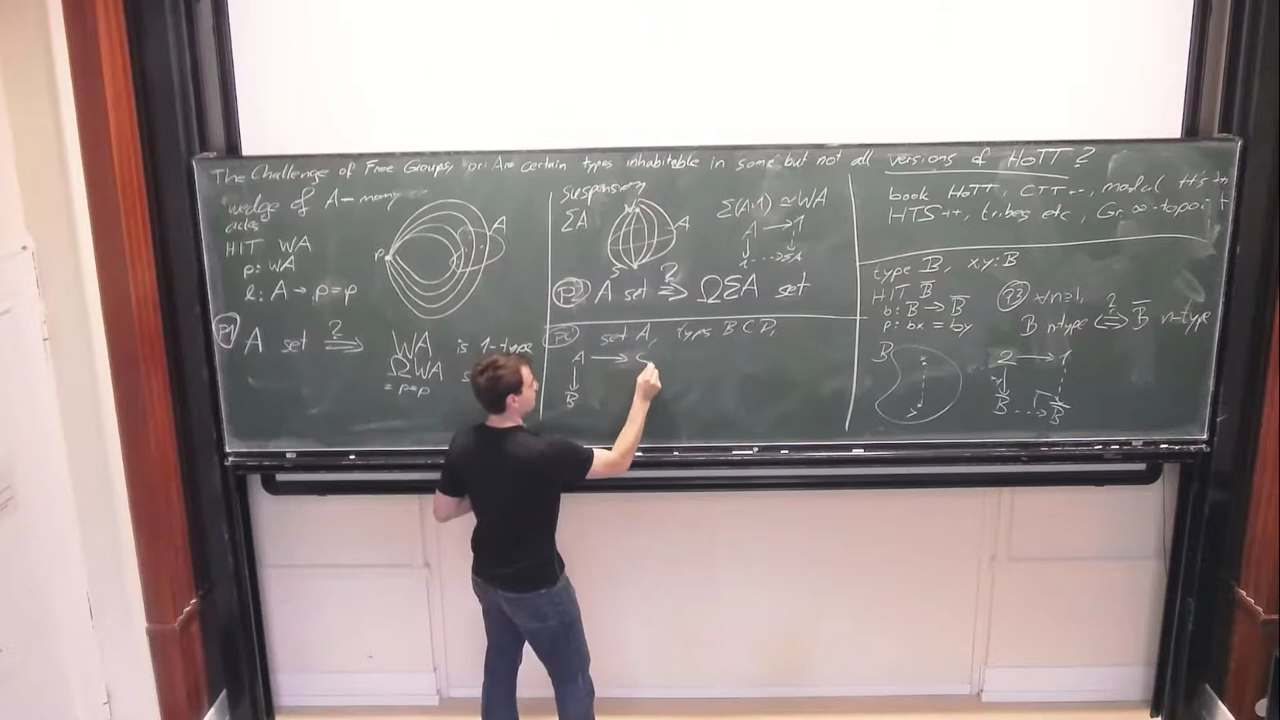 The Challenge of Free Groups, or: Are certain types inhabitable in some but not all versions of HoTT?
wedge of A-many
HIT WA
p: WA
ℓ: A → p=p
P
A
P1 A set ?⇒ WA is 1-type
ΩWA
= p=p
suspension
ΣA
A
S
Σ(A+1) ≃ WA
A → 1
1 ⋯→ ΣA
A set ?⇒ ΩΣA set
set A, types B C D,
A → C
↓
B
book HoTT, CTT++, modal
HTS++, tribes etc, Gr. ∞-topoi
type B, x,y:B
HIT B̄
b: B → B̄
p: bx = by
∀n≥1,
B n-type ?⇔ B̄ n-type
B
x
y
2 → 1
B ⋯→ B̄